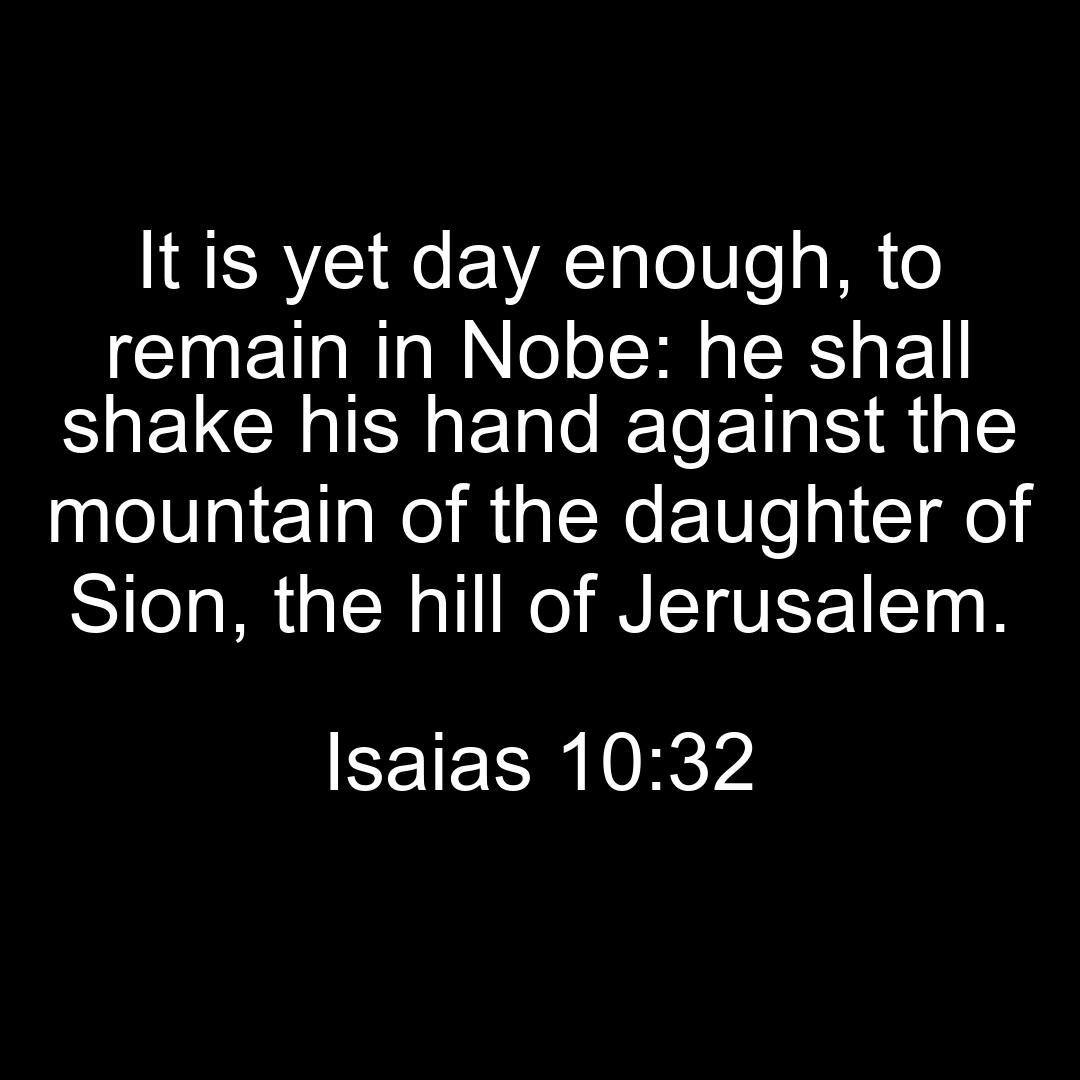 It is yet day enough, to
remain in Nobe: he shall
shake his hand against the
mountain of the daughter of
Sion, the hill of Jerusalem.
Isaias 10:32